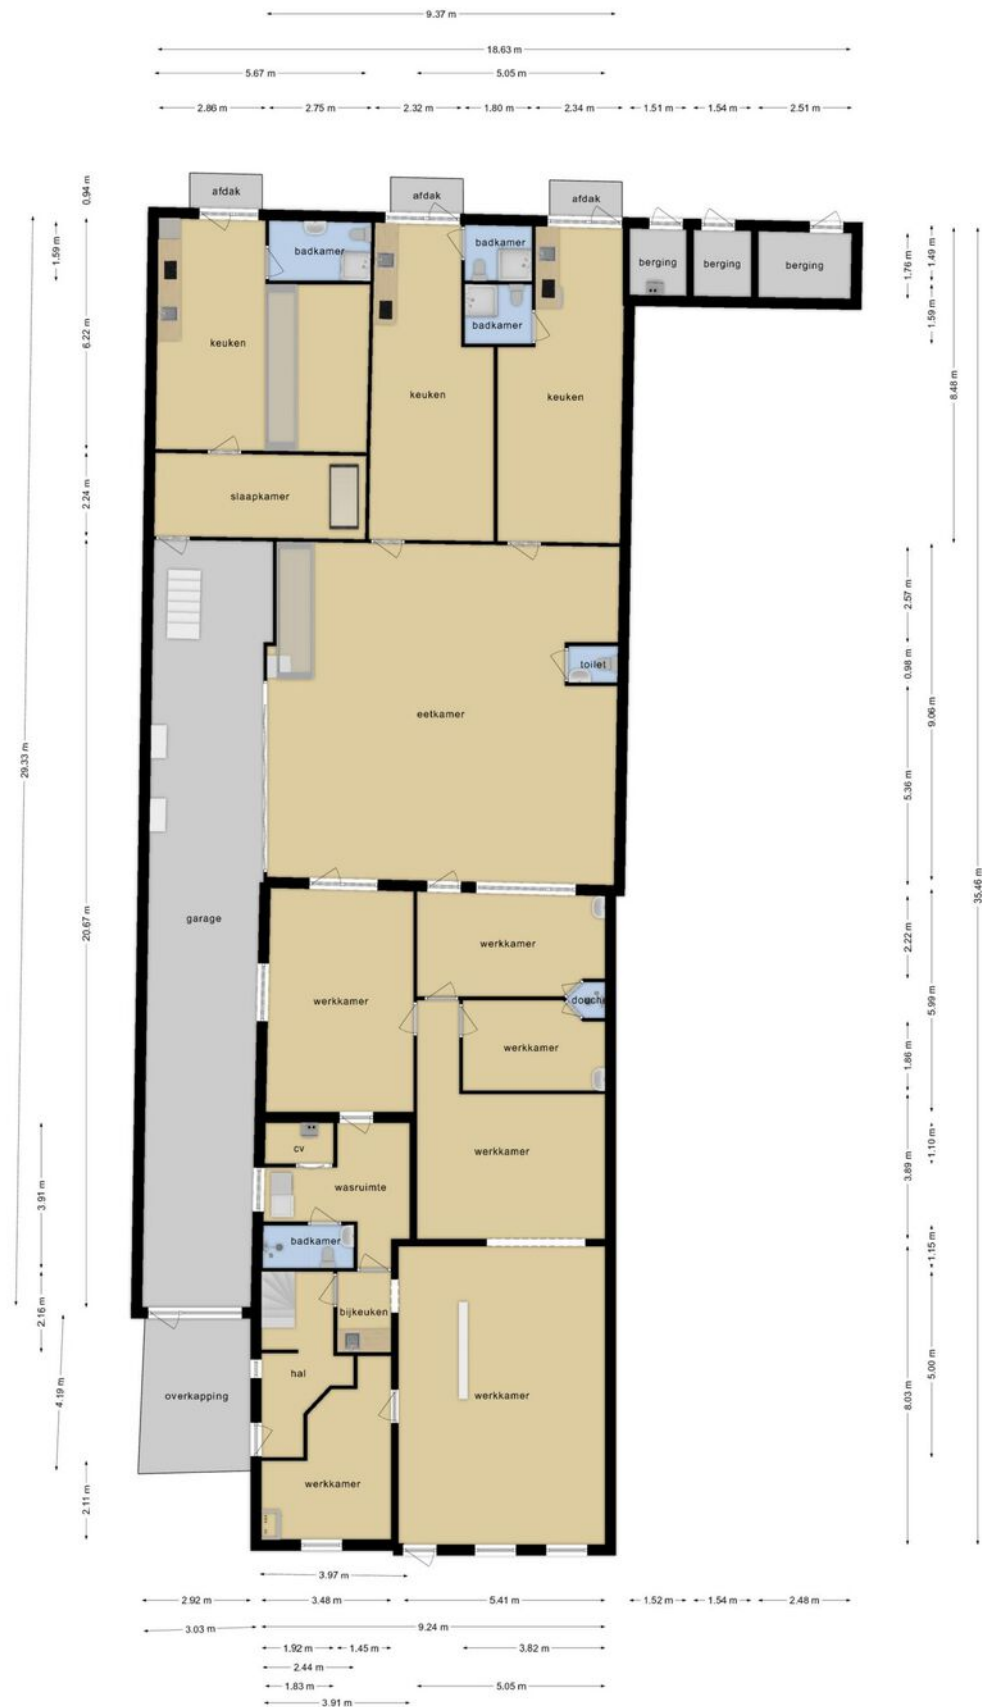 9.37 m
18.63 m
5.67 m
5.05 m
2.86 m
2.75 m
2.32 m
1.80 m
2.34 m
1.51 m
1.54 m
2.51 m
0.94 m
afdak
afdak
afdak
1.59 m
badkamer
badkamer
berging
berging
berging
1.76 m
1.49 m
1.59 m
badkamer
6.22 m
keuken
keuken
keuken
8.48 m
2.24 m
slaapkamer
2.57 m
toilet
0.98 m
eetkamer
9.06 m
29.33 m
5.36 m
35.46 m
20.67 m
garage
werkkamer
2.22 m
werkkamer
5.99 m
werkkamer
1.86 m
cv
1.10 m
werkkamer
3.89 m
3.91 m
wasruimte
badkamer
1.15 m
2.16 m
bijkeuken
hal
5.00 m
4.19 m
overkapping
werkkamer
8.03 m
werkkamer
2.11 m
3.97 m
2.92 m
3.48 m
5.41 m
1.52 m
1.54 m
2.48 m
3.03 m
9.24 m
1.92 m
1.45 m
3.82 m
2.44 m
1.83 m
5.05 m
3.91 m